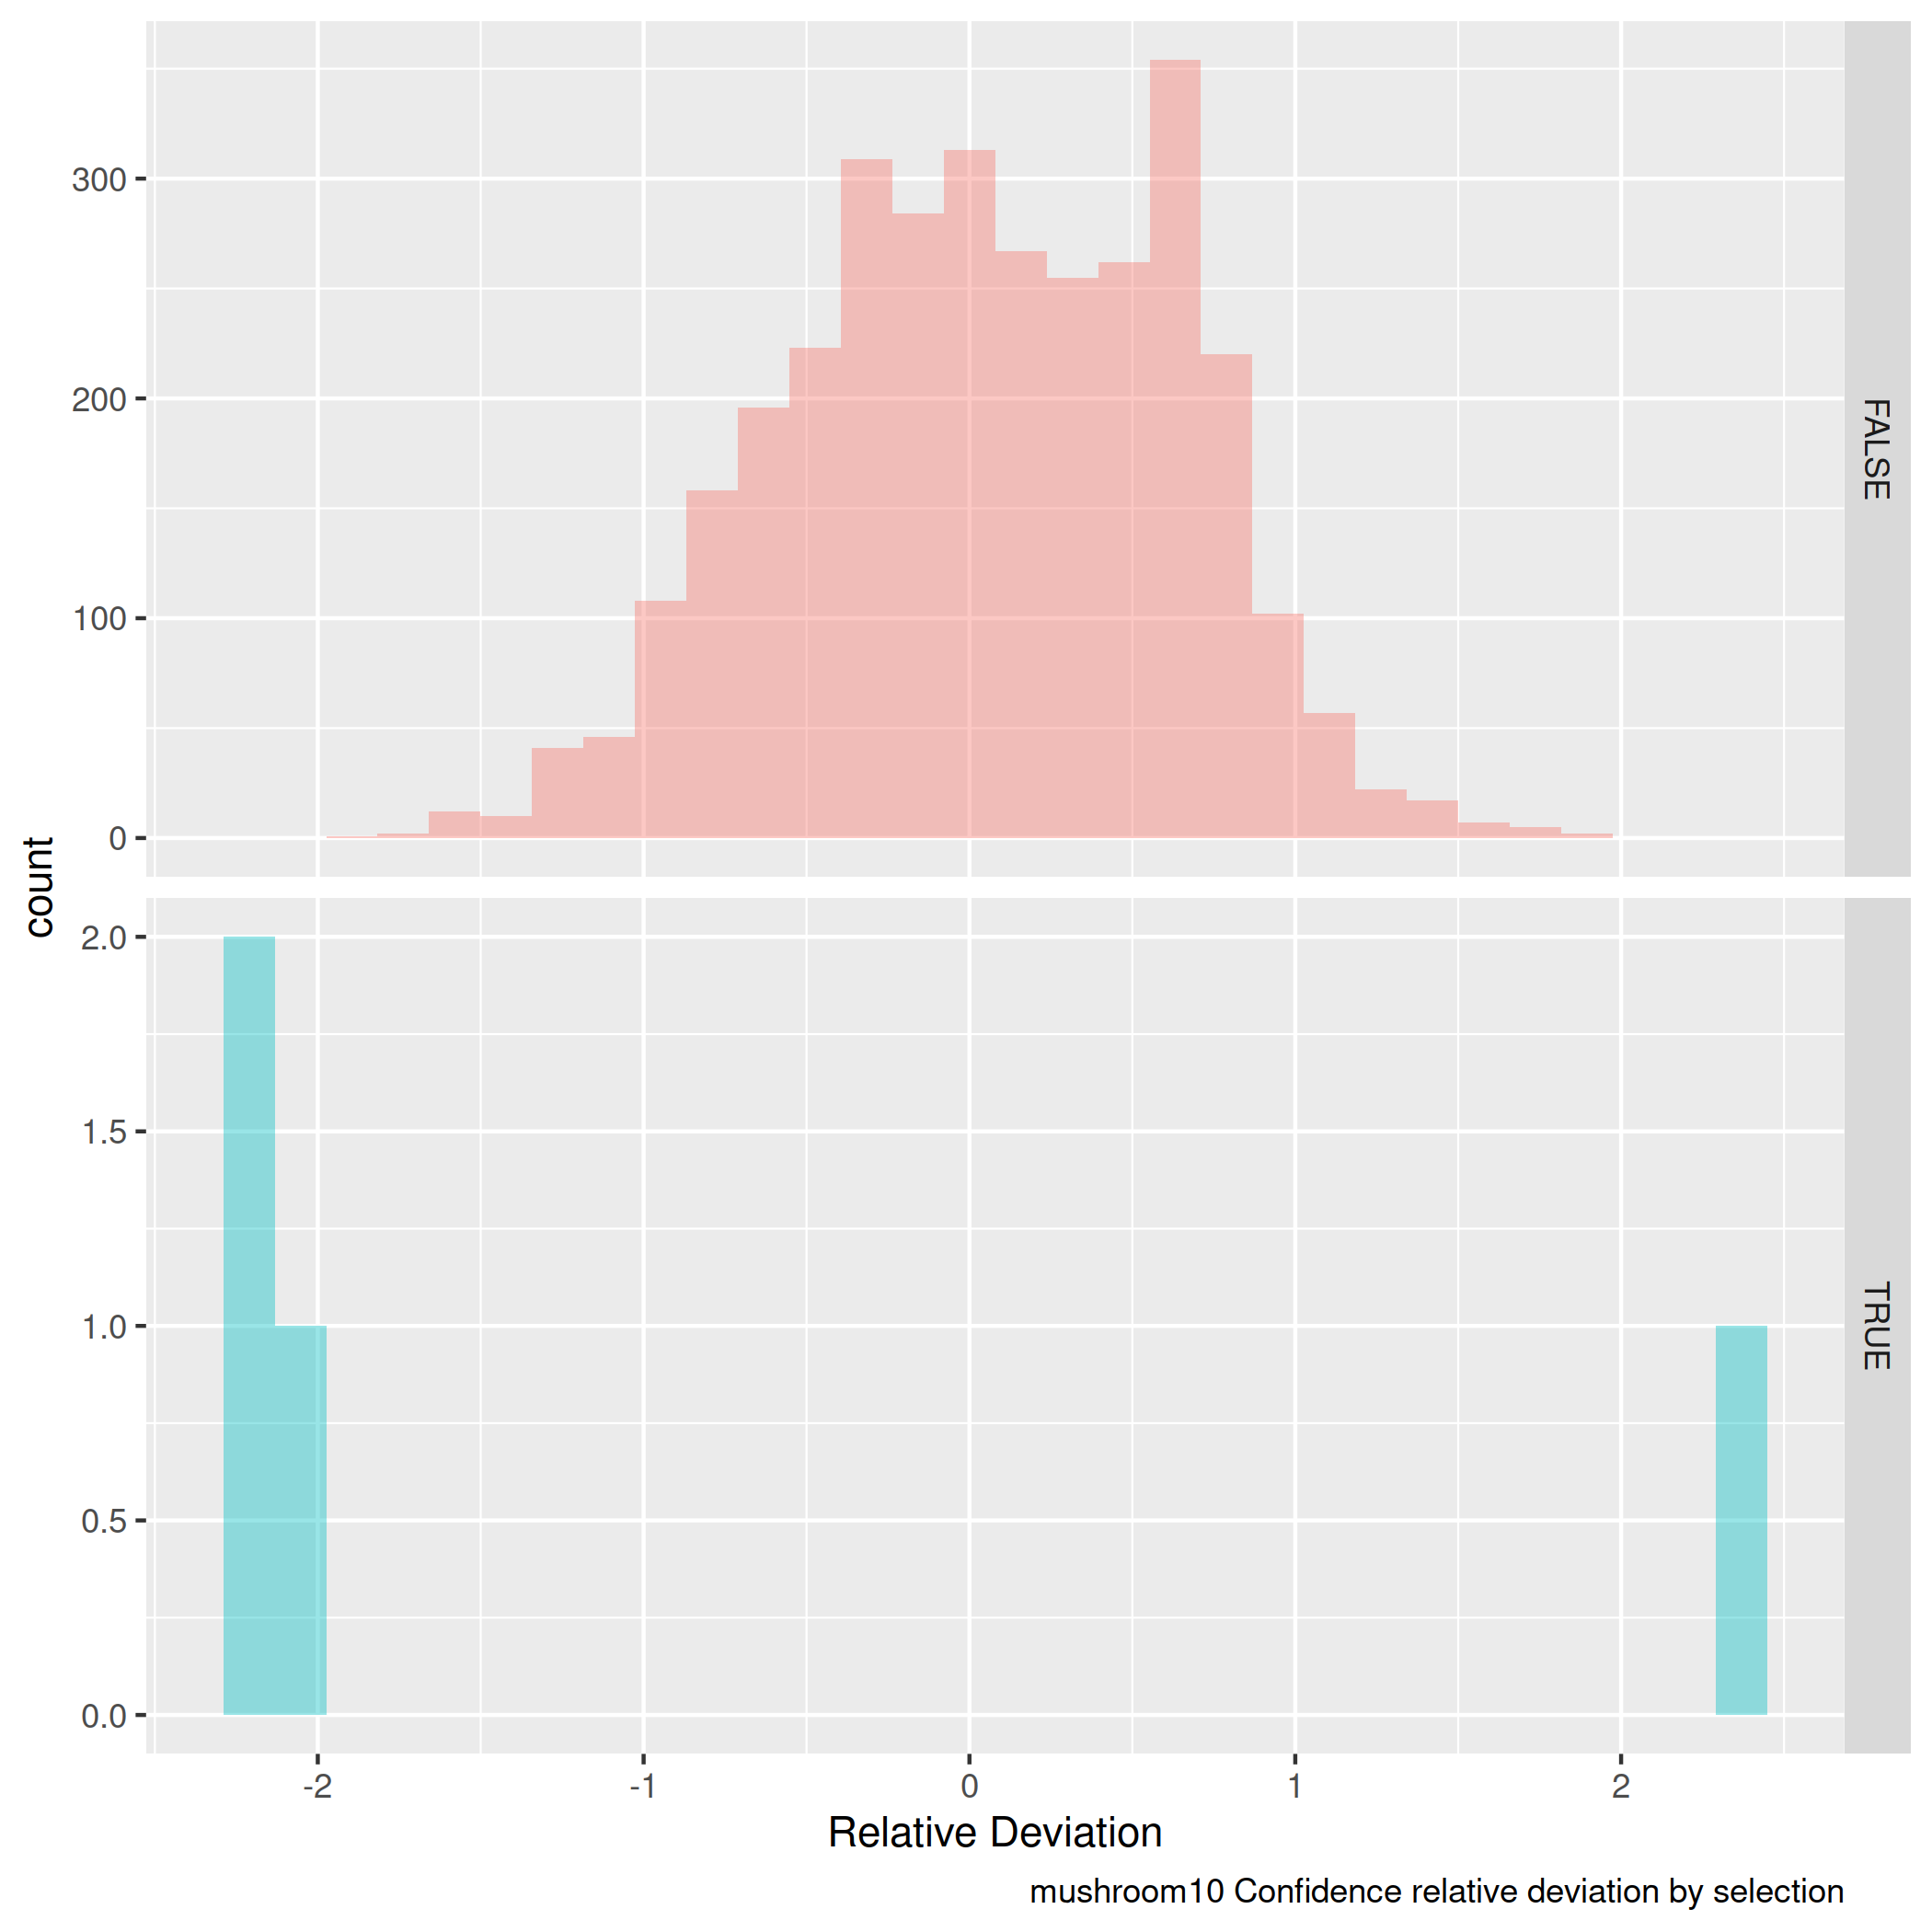 300
200
100
0
FALSE
count
2.0
1.5
1.0
0.5
0.0
TRUE
-2 -1 0 1 2
Relative Deviation
mushroom10 Confidence relative deviation by selection